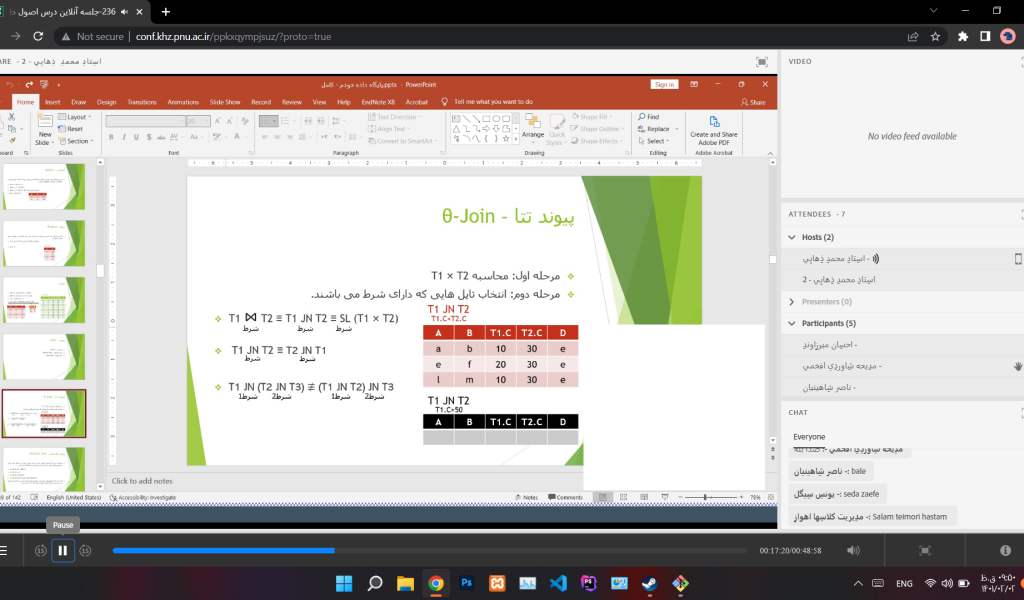 236-جلسه آنلاین درس اصول
Not secure
conf.khz.pnu.ac.ir/ppkxqympjsuz/?proto=true
استاد محمد ذهابی - 2
پایگاه داده خودم - کامل.pptx - PowerPoint
Sign in
Home Insert Draw Design Transitions Animations Slide Show Record Review View Help EndNote X8 Acrobat Tell me what you want to do
Share
New Slide
Layout
Reset
Section
Slides
Font
Text Direction
Align Text
Convert to SmartArt
Paragraph
Arrange
Quick Styles
Shape Fill
Shape Outline
Shape Effects
Drawing
Find
Replace
Select
Editing
Create and Share Adobe PDF
Adobe Acrobat
پیوند تتا - θ-Join
مرحله اول: محاسبه T1 × T2
مرحله دوم: انتخاب تاپل هایی که دارای شرط می باشند.
T1 ⋈ T2 ≡ T1 JN T2 ≡ SL (T1 × T2)
شرط شرط شرط
T1 JN T2 ≡ T2 JN T1
شرط شرط
T1 JN (T2 JN T3) ≢ (T1 JN T2) JN T3
شرط1 شرط2 شرط1 شرط2
T1 JN T2
T1.C<T2.C
A B T1.C T2.C D
a b 10 30 e
e f 20 30 e
l m 10 30 e
T1 JN T2
T1.C>50
A B T1.C T2.C D
Click to add notes
of 142
English (United States)
Accessibility: Investigate
Notes
Comments
78%
VIDEO
No video feed available
ATTENDEES - 7
Hosts (2)
استاد محمد ذهابی -
استاد محمد ذهابی - 2
Presenters (0)
Participants (5)
احسان میرزاوند -
مدیحه شاوردی افحمی -
ناصر شاهینیان -
CHAT
Everyone
ناصر شاهینیان -: bale
یونس سیگل -: seda zaefe
مدیریت کلاسها اهواز -: Salam teimori hastam
Pause
15
15
00:17:20/00:48:58
ENG
۰۹:۵۰ ق.ظ
۱۴۰۱/۰۲/۰۲